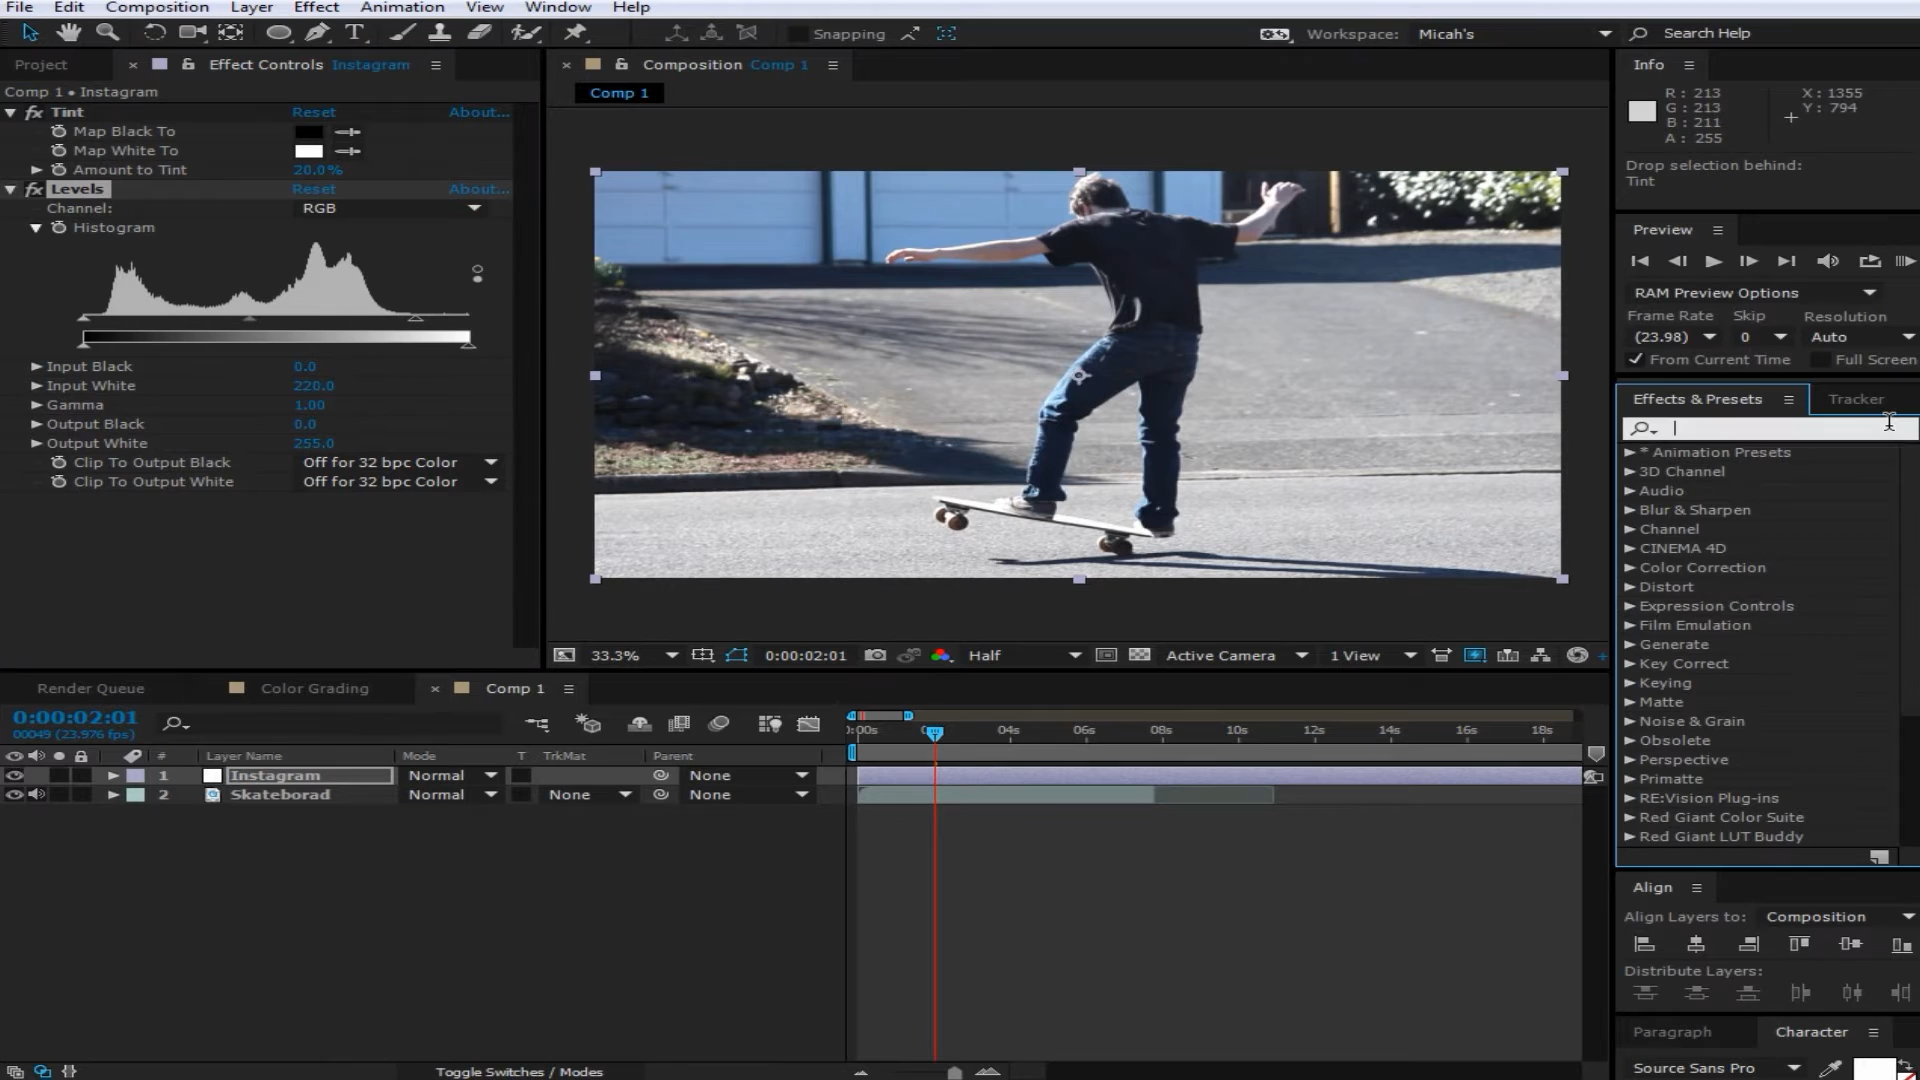 File Edit Composition Layer Effect Animation View Window Help
Snapping
Workspace: Micah's
Search Help
Project
Effect Controls Instagram
Comp 1 • Instagram
fx Tint Reset About...
Map Black To
Map White To
Amount to Tint 20.0%
fx Levels Reset About...
Channel: RGB
Histogram
Input Black 0.0
Input White 220.0
Gamma 1.00
Output Black 0.0
Output White 255.0
Clip To Output Black Off for 32 bpc Color
Clip To Output White Off for 32 bpc Color
Composition Comp 1
Comp 1
33.3%
0:00:02:01
Half
Active Camera
1 View
Info
R: 213 X: 1355
G: 213 Y: 794
B: 211
A: 255
Drop selection behind:
Tint
Preview
RAM Preview Options
Frame Rate Skip Resolution
(23.98) 0 Auto
From Current Time Full Screen
Effects & Presets Tracker
* Animation Presets
3D Channel
Audio
Blur & Sharpen
Channel
CINEMA 4D
Color Correction
Distort
Expression Controls
Film Emulation
Generate
Key Correct
Keying
Matte
Noise & Grain
Obsolete
Perspective
Primatte
RE:Vision Plug-ins
Red Giant Color Suite
Red Giant LUT Buddy
Align
Align Layers to: Composition
Distribute Layers:
Paragraph Character
Source Sans Pro
Render Queue Color Grading Comp 1
0:00:02:01
00049 (23.976 fps)
# Layer Name Mode T TrkMat Parent
1 Instagram Normal None
2 Skateborad Normal None None
04s 06s 08s 10s 12s 14s 16s 18s
Toggle Switches / Modes